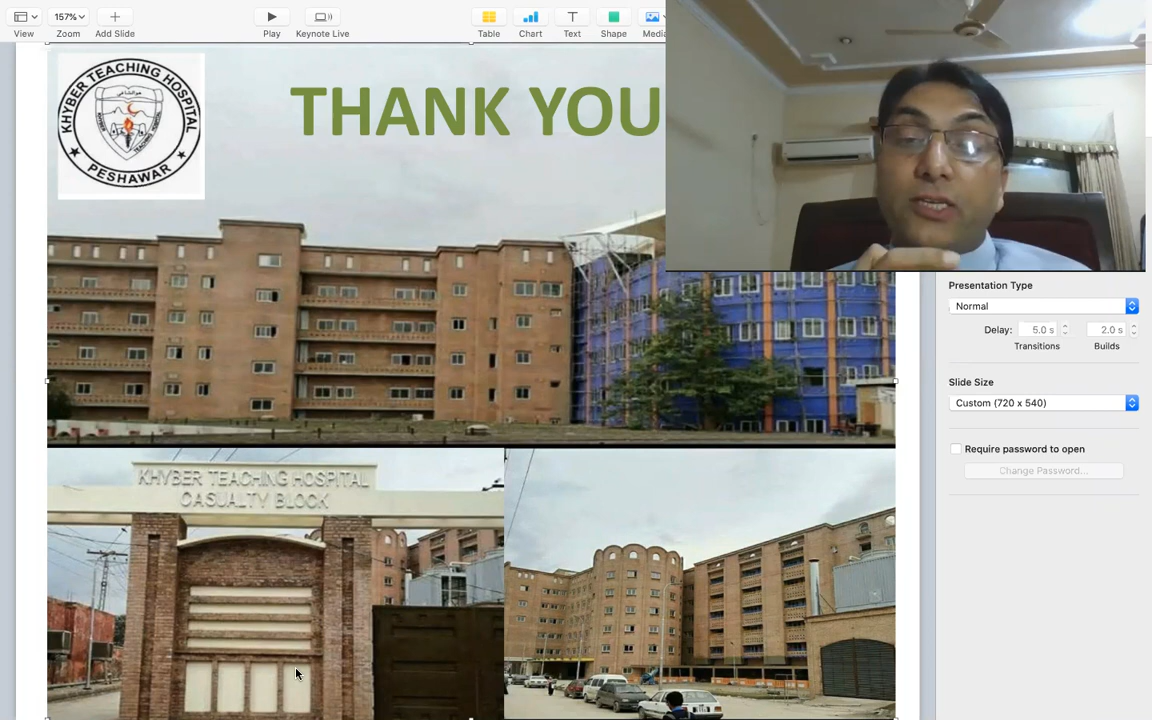 157%
View
Zoom
Add Slide
Play
Keynote Live
Table
Chart
Text
Shape
Media
KHYBER TEACHING HOSPITAL
PESHAWAR
THANK YOU
Presentation Type
Normal
Delay:
5.0 s
2.0 s
Transitions
Builds
Slide Size
Custom (720 x 540)
Require password to open
Change Password...
KHYBER TEACHING HOSPITAL
CASUALTY BLOCK